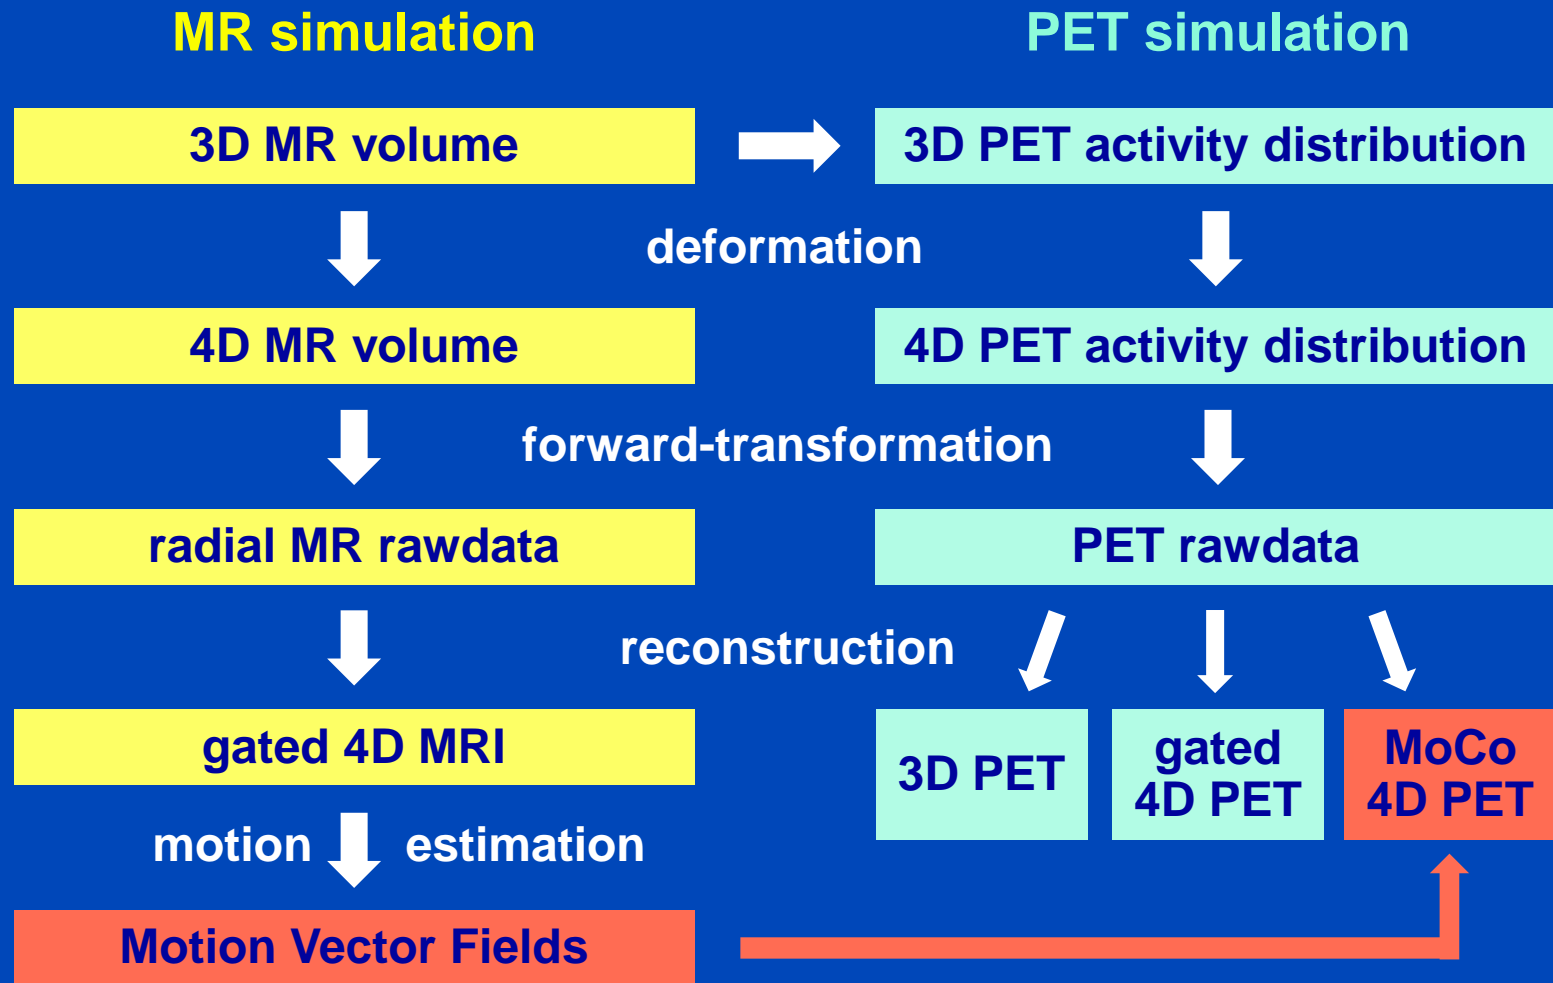 MR simulation
PET simulation
3D MR volume
3D PET activity distribution
deformation
4D MR volume
4D PET activity distribution
forward-transformation
radial MR rawdata
PET rawdata
reconstruction
gated 4D MRI
3D PET
gated
4D PET
MoCo
4D PET
motion estimation
Motion Vector Fields